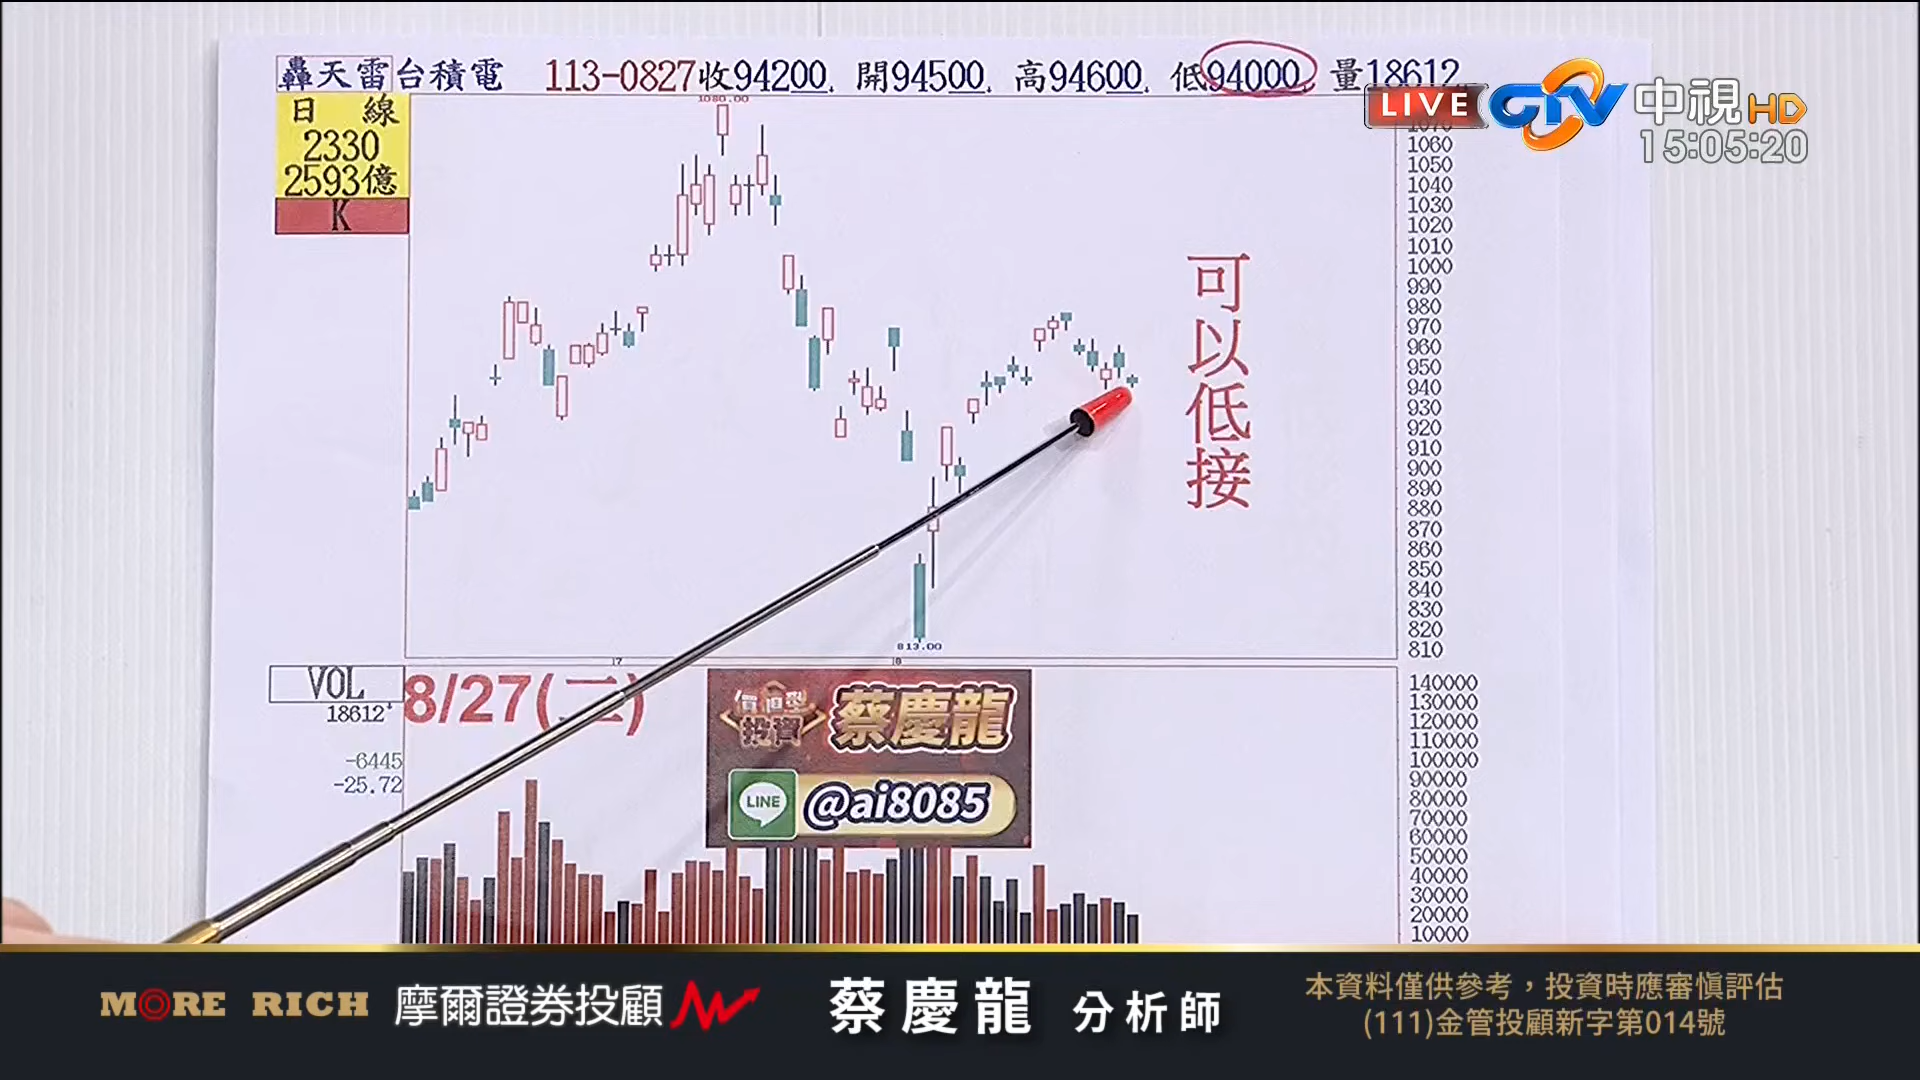 轟天雷台積電 113-0827收94200. 開94500. 高94600. 低94000. 量18612
日 線
2330
2593億
K
1080.00
LIVE CTV 中視HD
15:05:20
1070
1060
1050
1040
1030
1020
1010
1000
990
980
970
960
950
940
930
920
910
900
890
880
870
860
850
840
830
820
810
可以低接
813.00
7
8
VOL
18612
-6445
-25.72
8/27(二)
價值型
投資
蔡慶龍
LINE
@ai8085
140000
130000
120000
110000
100000
90000
80000
70000
60000
50000
40000
30000
20000
10000
MORE RICH 摩爾證券投顧
蔡慶龍 分析師
本資料僅供參考，投資時應審慎評估
(111)金管投顧新字第014號